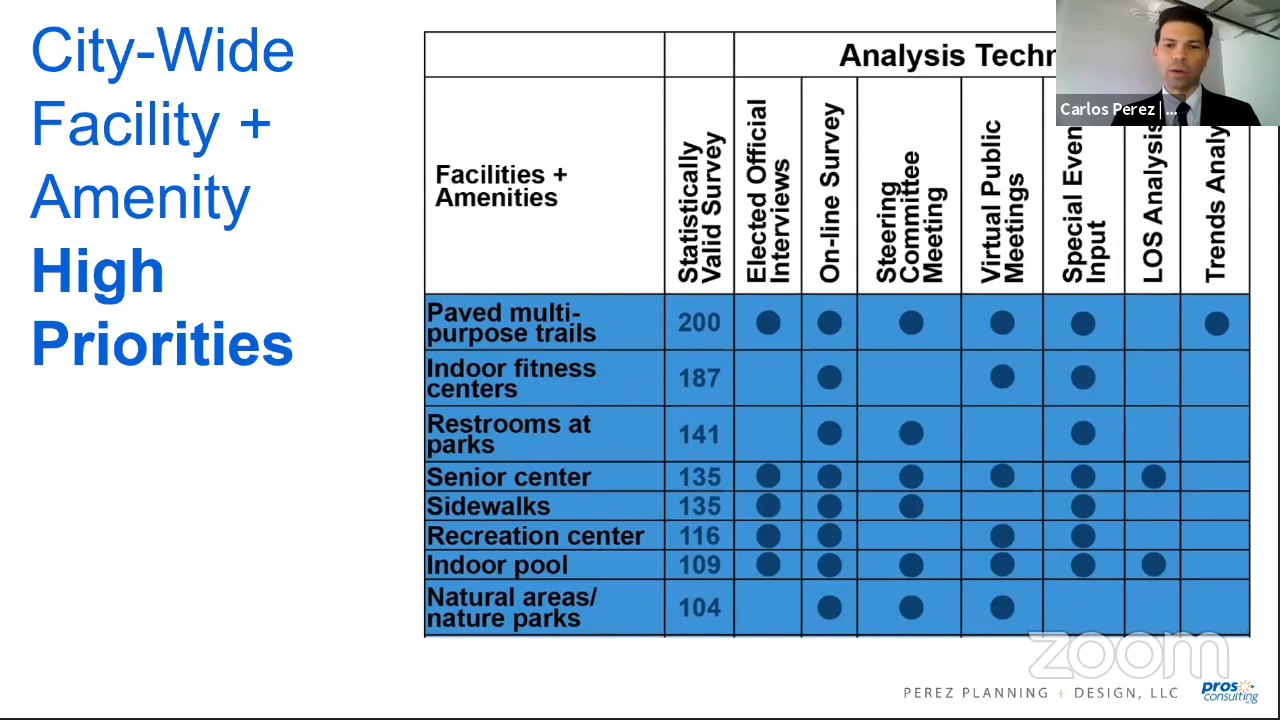 City-Wide
Facility +
Amenity
High
Priorities
Analysis Techn
Carlos Perez | ...
Facilities +
Amenities
Statistically
Valid Survey
Elected Official
Interviews
On-line Survey
Steering
Committee
Meeting
Virtual Public
Meetings
Special Even
Input
LOS Analysis
Trends Analy
Paved multi-
purpose trails
200
Indoor fitness
centers
187
Restrooms at
parks
141
Senior center 135
Sidewalks 135
Recreation center 116
Indoor pool 109
Natural areas/
nature parks
104
zoom
PEREZ PLANNING + DESIGN, LLC
pros
consulting